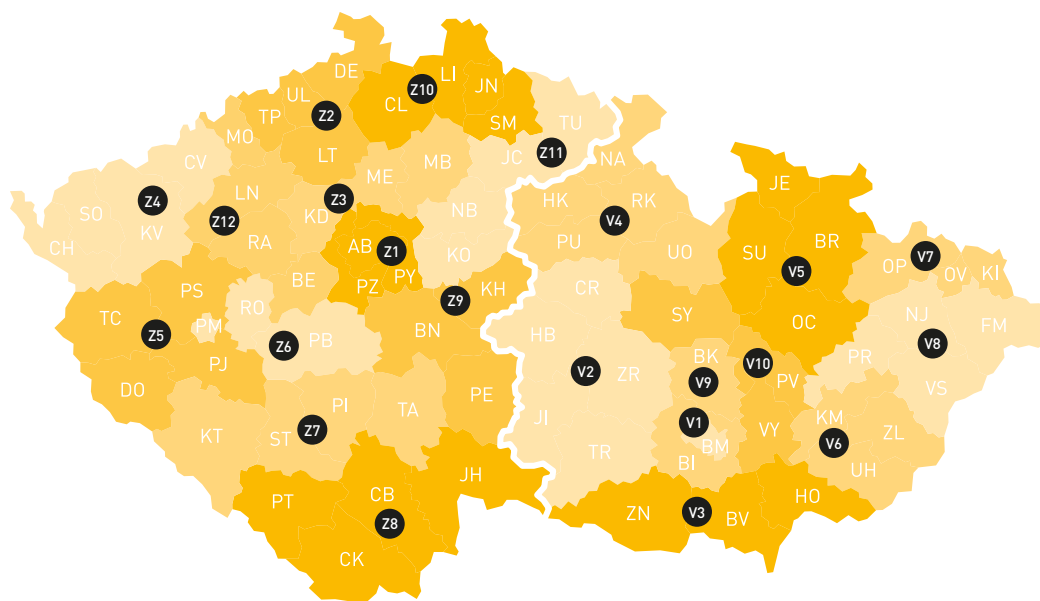 DE
LI
UL
Z10
JN
CL
TP
Z2
SM
TU
MO
LT
JC
Z11
CV
MB
NA
ME
JE
LN
Z4
Z3
HK
RK
SO
Z12
KD
NB
V4
KV
RA
AB
Z1
KO
PU
UO
SU
BR
CH
PY
V5
OP
V7
OV
KI
BE
PZ
KH
CR
PS
RO
Z9
TC
PM
BN
SY
OC
NJ
FM
Z5
Z6
PB
HB
V8
PJ
BK
V10
PR
DO
V2
ZR
V9
PV
VS
PE
TA
PI
JI
V1
KM
KT
ST
Z7
BM
VY
V6
ZL
TR
BI
UH
JH
PT
CB
HO
Z8
ZN
V3
BV
CK